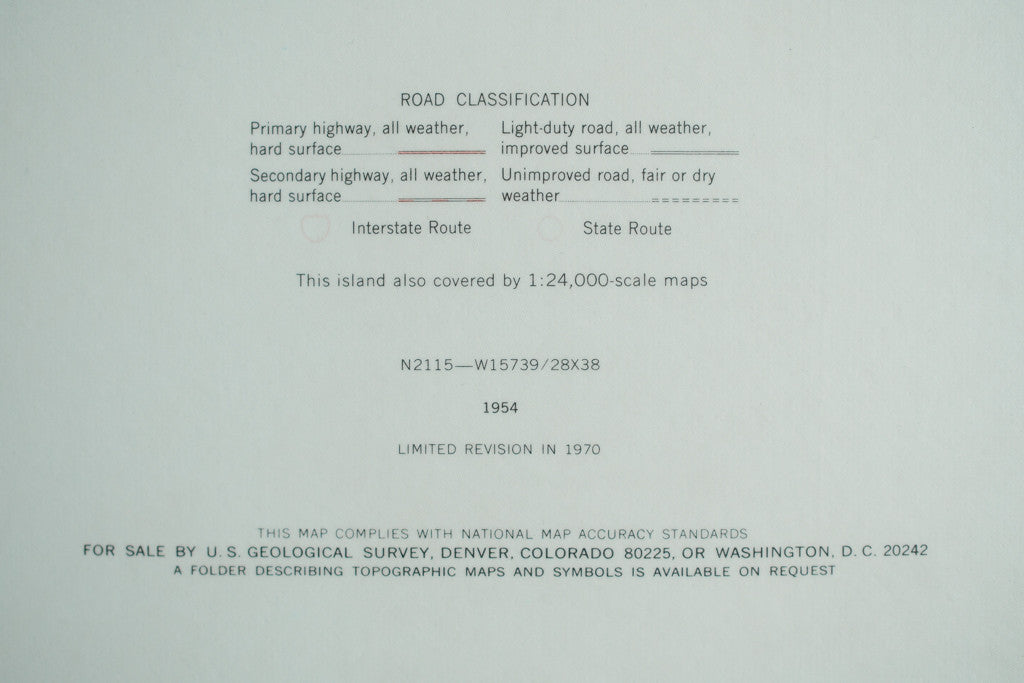 ROAD CLASSIFICATION
Primary highway, all weather, hard surface
Light-duty road, all weather, improved surface
Secondary highway, all weather, hard surface
Unimproved road, fair or dry weather
Interstate Route
State Route
This island also covered by 1:24,000-scale maps
N2115—W15739/28X38
1954
LIMITED REVISION IN 1970
THIS MAP COMPLIES WITH NATIONAL MAP ACCURACY STANDARDS
FOR SALE BY U. S. GEOLOGICAL SURVEY, DENVER, COLORADO 80225, OR WASHINGTON, D. C. 20242
A FOLDER DESCRIBING TOPOGRAPHIC MAPS AND SYMBOLS IS AVAILABLE ON REQUEST